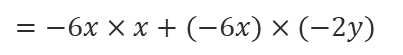 = −6x × x + (−6x) × (−2y)